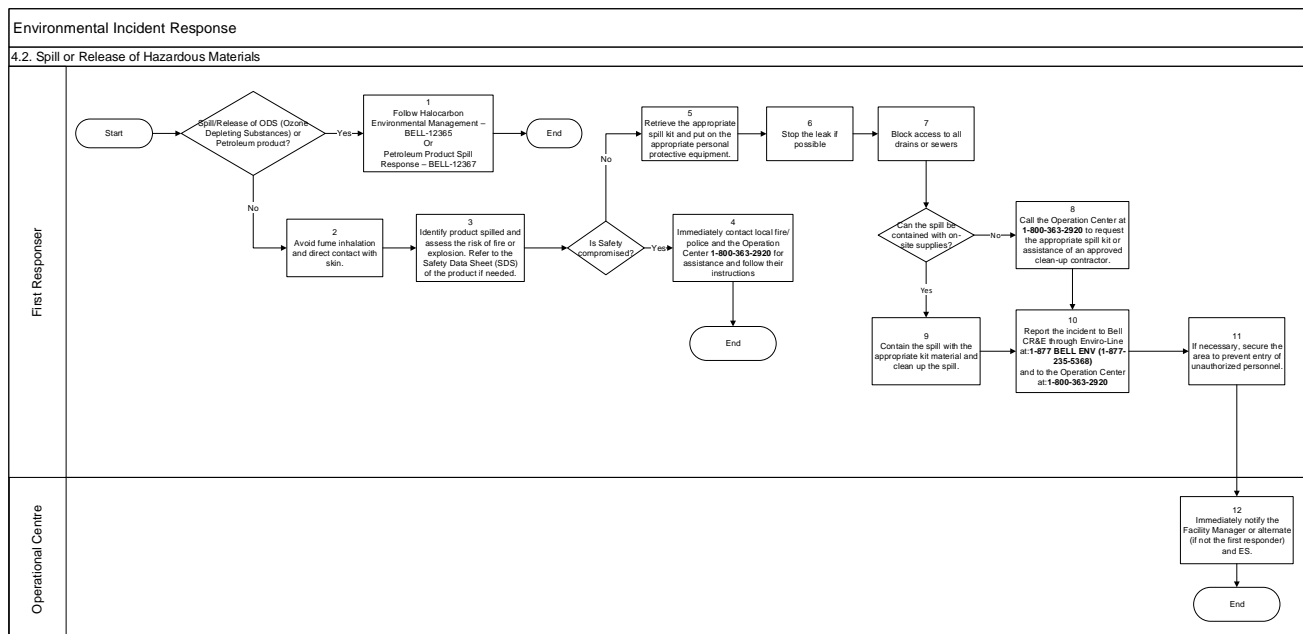 Environmental Incident Response
4.2. Spill or Release of Hazardous Materials
First Responser
Start
Spill/Release of ODS (Ozone
Depleting Substances) or
Petroleum product?
Yes
1
Follow Halocarbon
Environmental Management –
BELL-12365
Or
Petroleum Product Spill
Response – BELL-12367
End
No
2
Avoid fume inhalation
and direct contact with
skin.
3
Identify product spilled and
assess the risk of fire or
explosion. Refer to the
Safety Data Sheet (SDS)
of the product if needed.
Is Safety
compromised?
Yes
4
Immediately contact local fire/
police and the Operation
Center 1-800-363-2920 for
assistance and follow their
instructions
End
No
5
Retrieve the appropriate
spill kit and put on the
appropriate personal
protective equipment.
6
Stop the leak if
possible
7
Block access to all
drains or sewers
Can the spill be
contained with on-
site supplies?
No
8
Call the Operation Center at
1-800-363-2920 to request
the appropriate spill kit or
assistance of an approved
clean-up contractor.
Yes
9
Contain the spill with the
appropriate kit material and
clean up the spill.
10
Report the incident to Bell
CR&E through Enviro-Line
at:1-877 BELL ENV (1-877-
235-5368)
and to the Operation Center
at:1-800-363-2920
11
If necessary, secure the
area to prevent entry of
unauthorized personnel.
Operational Centre
12
Immediately notify the
Facility Manager or alternate
(if not the first responder)
and ES.
End